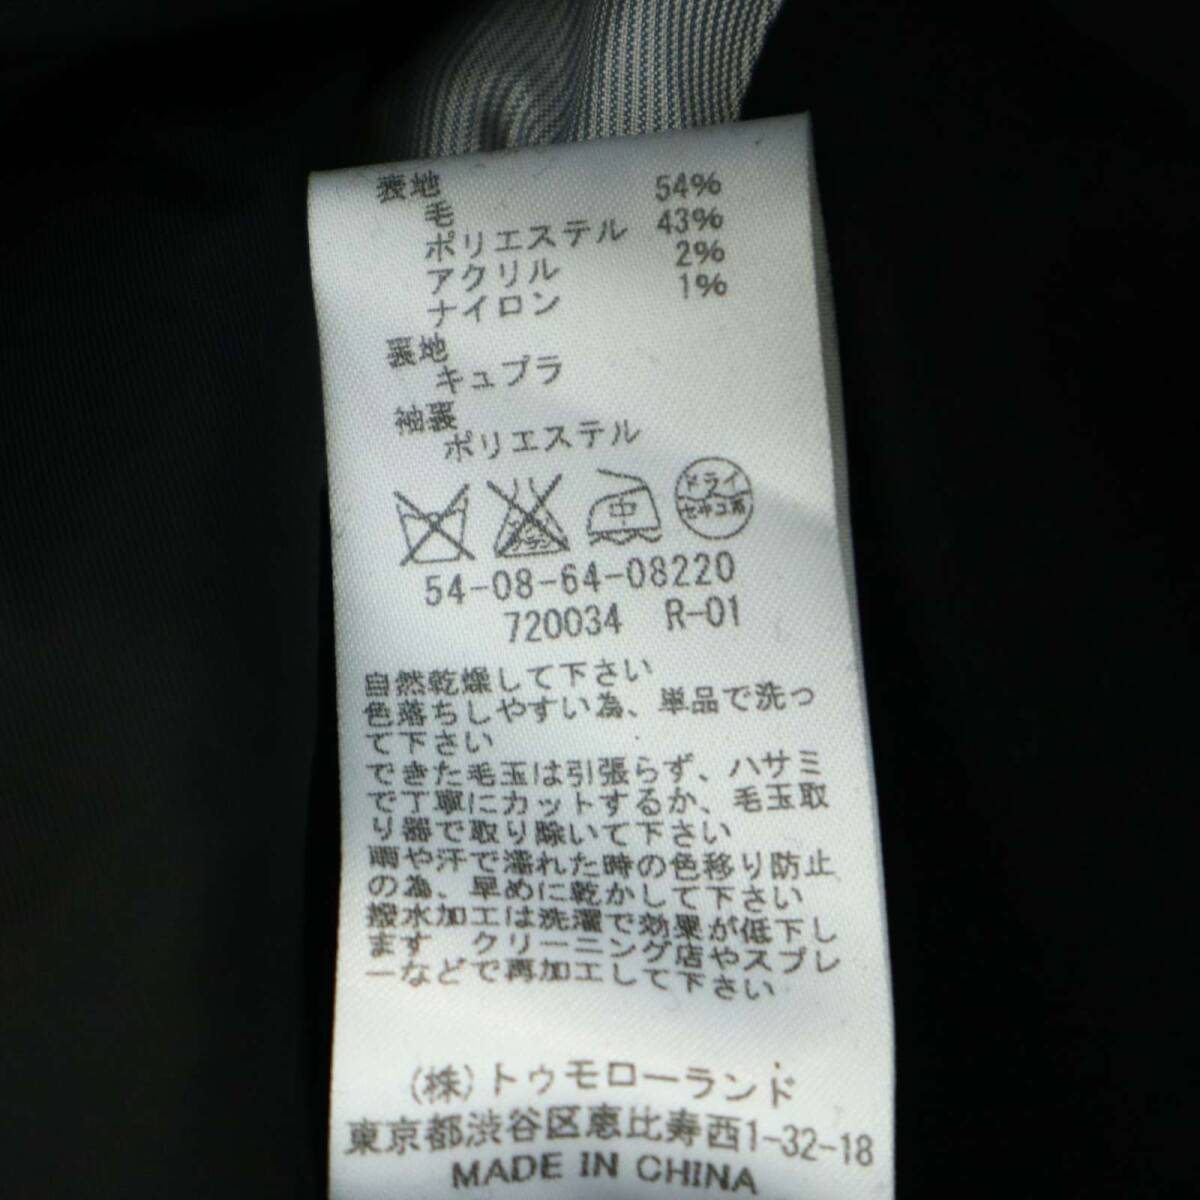 表地
毛 54%
ポリエステル 43%
アクリル 2%
ナイロン 1%
裏地
キュプラ
袖裏
ポリエステル
中
ドライ
セキユ系
54-08-64-08220
720034 R-01
自然乾燥して下さい
色落ちしやすい為、単品で洗っ
て下さい
できた毛玉は引張らず、ハサミ
で丁寧にカットするか、毛玉取
り器で取り除いて下さい
雨や汗で濡れた時の色移り防止
の為、早めに乾かして下さい
撥水加工は洗濯で効果が低下し
ます クリーニング店やスプレ
ーなどで再加工して下さい
(株)トゥモローランド
東京都渋谷区恵比寿西1-32-18
MADE IN CHINA